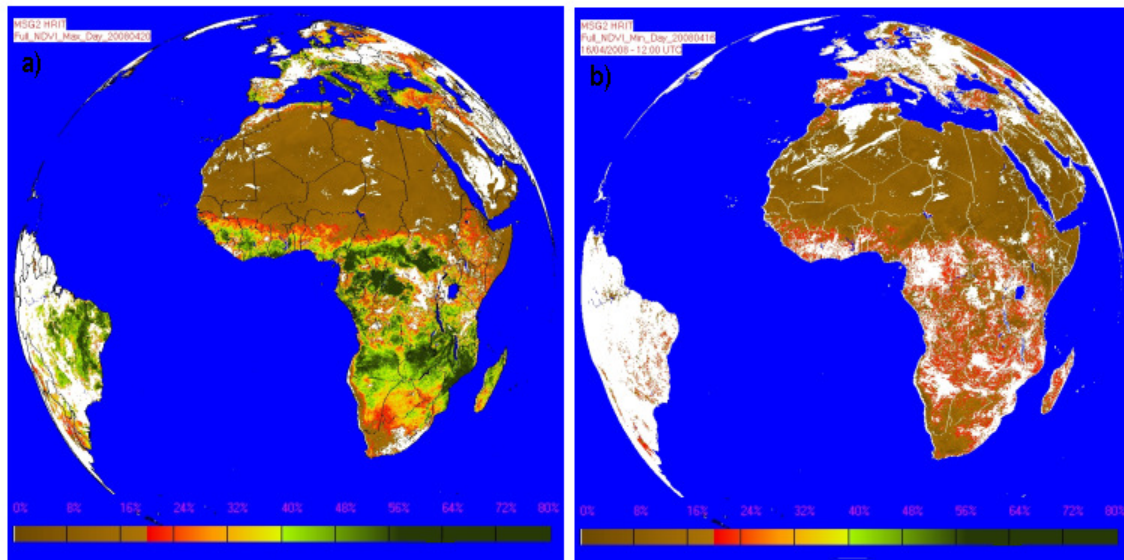 MSG2 HRIT
Full_NDVI_Max_Day_20080420
a)
0% 8% 16% 24% 32% 40% 48% 56% 64% 72% 80%
MSG2 HRIT
Full_NDVI_Min_Day_20080416
16/04/2008 - 12:00 UTC
b)
0% 8% 16% 24% 32% 40% 48% 56% 64% 72% 80%